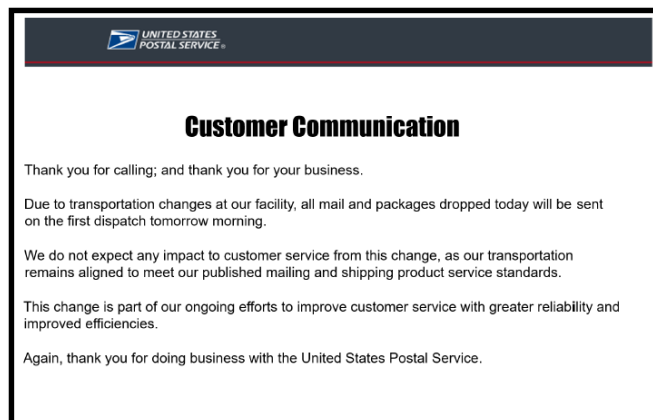 UNITED STATES
POSTAL SERVICE®
Customer Communication
Thank you for calling; and thank you for your business.
Due to transportation changes at our facility, all mail and packages dropped today will be sent
on the first dispatch tomorrow morning.
We do not expect any impact to customer service from this change, as our transportation
remains aligned to meet our published mailing and shipping product service standards.
This change is part of our ongoing efforts to improve customer service with greater reliability and
improved efficiencies.
Again, thank you for doing business with the United States Postal Service.